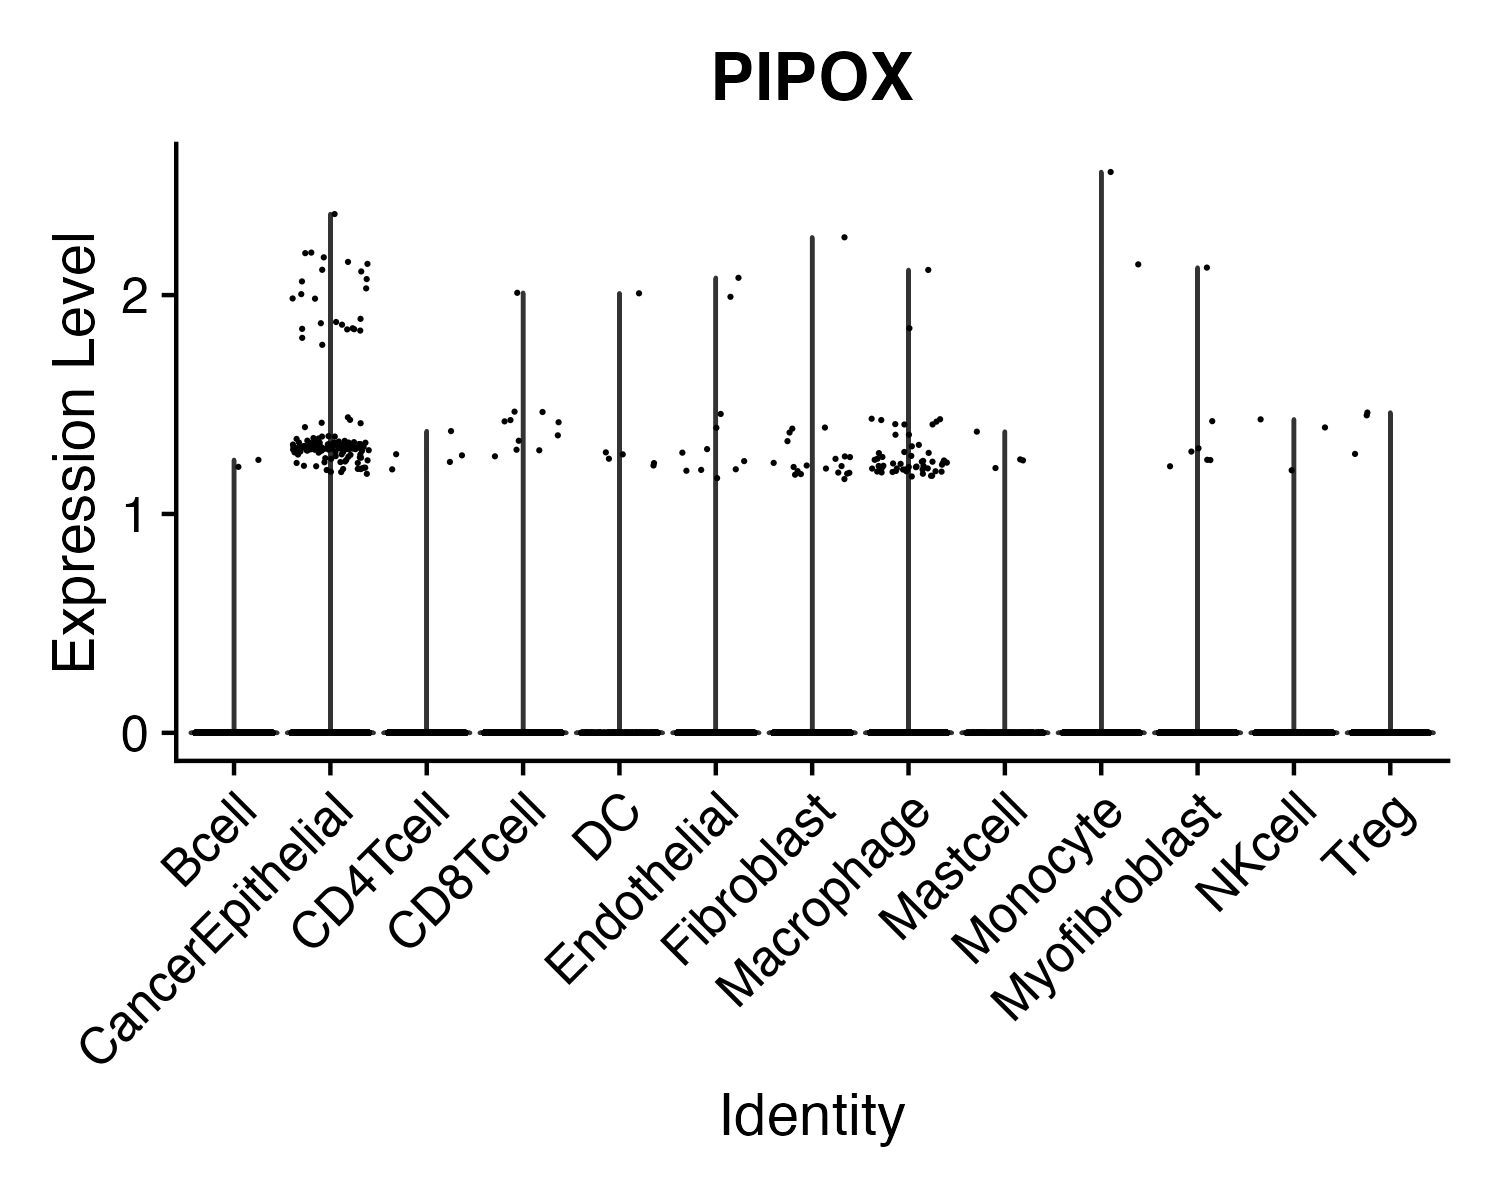 PIPOX
Expression Level
2
1
0
Bcell
CancerEpithelial
CD4Tcell
CD8Tcell
DC
Endothelial
Fibroblast
Macrophage
Mastcell
Monocyte
Myofibroblast
NKcell
Treg
Identity